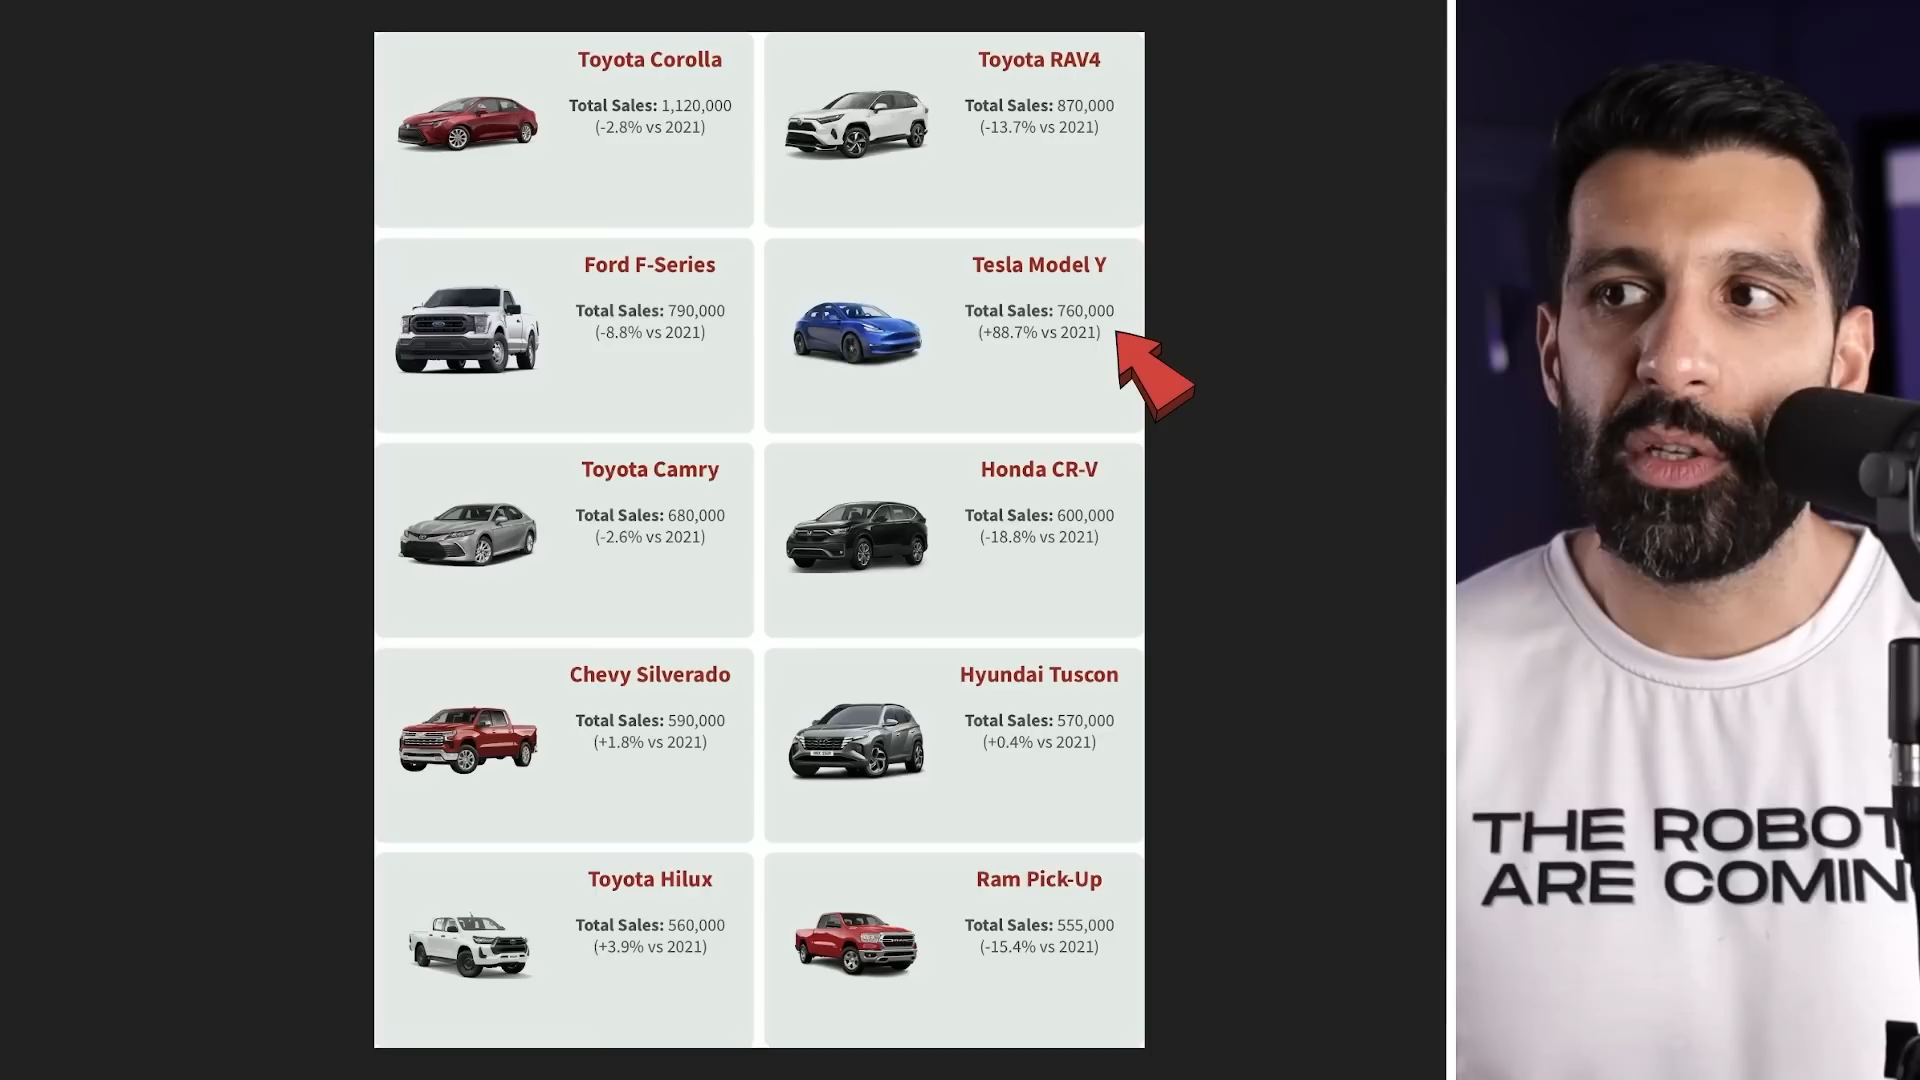 Toyota Corolla
Total Sales: 1,120,000
(-2.8% vs 2021)
Toyota RAV4
Total Sales: 870,000
(-13.7% vs 2021)
Ford F-Series
Total Sales: 790,000
(-8.8% vs 2021)
Tesla Model Y
Total Sales: 760,000
(+88.7% vs 2021)
Toyota Camry
Total Sales: 680,000
(-2.6% vs 2021)
Honda CR-V
Total Sales: 600,000
(-18.8% vs 2021)
Chevy Silverado
Total Sales: 590,000
(+1.8% vs 2021)
Hyundai Tuscon
Total Sales: 570,000
(+0.4% vs 2021)
Toyota Hilux
Total Sales: 560,000
(+3.9% vs 2021)
Ram Pick-Up
Total Sales: 555,000
(-15.4% vs 2021)
THE ROBOT
ARE COMIN